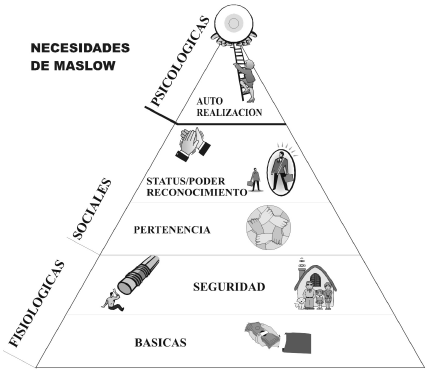 NECESIDADES
DE MASLOW
PSICOLOGICAS
AUTO
REALIZACION
SOCIALES
STATUS/PODER
RECONOCIMIENTO
PERTENENCIA
FISIOLOGICAS
SEGURIDAD
BASICAS